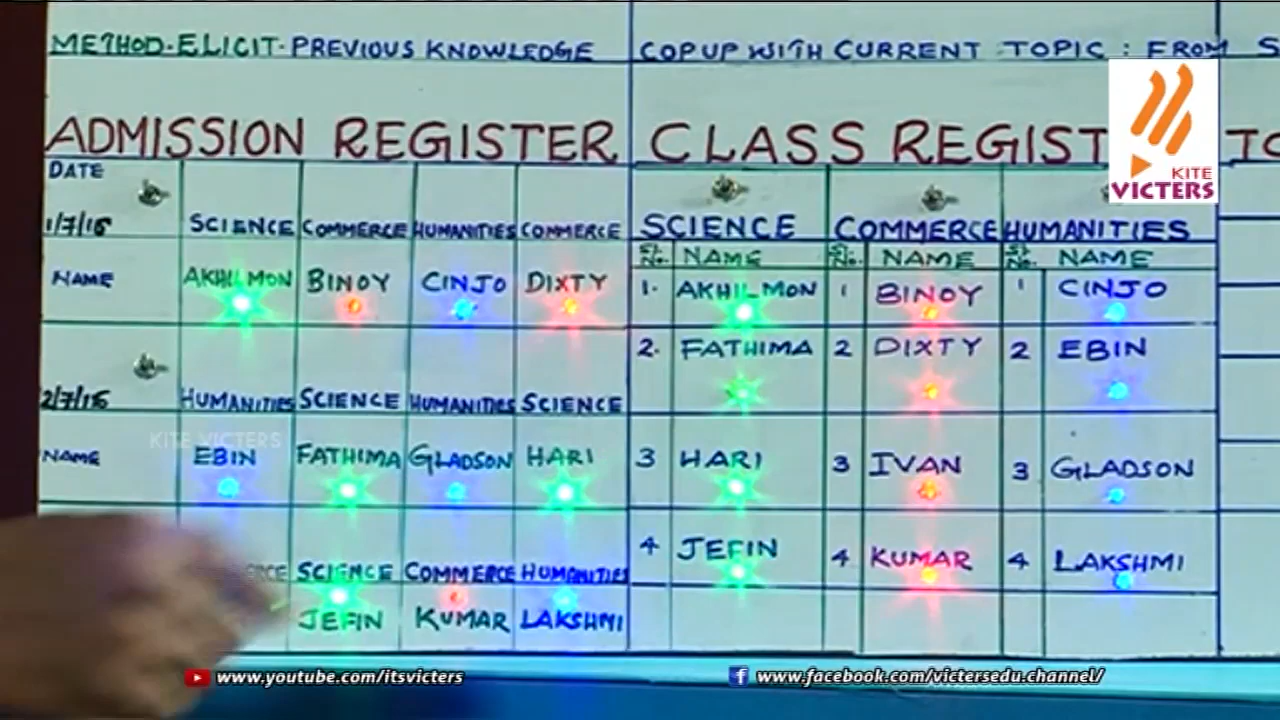 METHOD-ELICIT-PREVIOUS KNOWLEDGE
COPUP WITH CURRENT TOPIC : FROM S
ADMISSION REGISTER
DATE
1/7/15 SCIENCE COMMERCE HUMANITIES COMMERCE
NAME AKHILMON BINOY CINJO DIXTY
2/7/15 HUMANITIES SCIENCE HUMANITIES SCIENCE
NAME EBIN FATHIMA GLADSON HARI
SCIENCE COMMERCE HUMANITIES
JEFIN KUMAR LAKSHMI
CLASS REGIST
SCIENCE COMMERCE HUMANITIES
SL. No. NAME SL. No. NAME SL. No. NAME
1. AKHILMON 1 BINOY 1 CINJO
2. FATHIMA 2 DIXTY 2 EBIN
3 HARI 3 IVAN 3 GLADSON
4 JEFIN 4 KUMAR 4 LAKSHMI
TO
KITE
VICTERS
KITE VICTERS
www.youtube.com/itsvicters
f www.facebook.com/victersedu.channel/